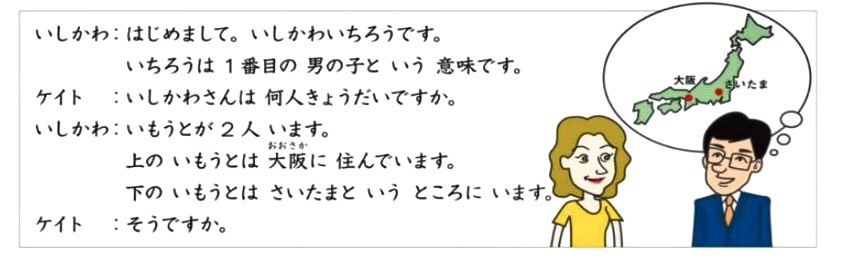 いしかわ：はじめまして。いしかわいちろうです。
いちろうは １番目の 男の子と いう 意味です。
ケイト ：いしかわさんは 何人きょうだいですか。
いしかわ：いもうとが ２人 います。
おおさか
上の いもうとは 大阪に 住んでいます。
下の いもうとは さいたまと いう ところに います。
ケイト ：そうですか。
大阪
さいたま